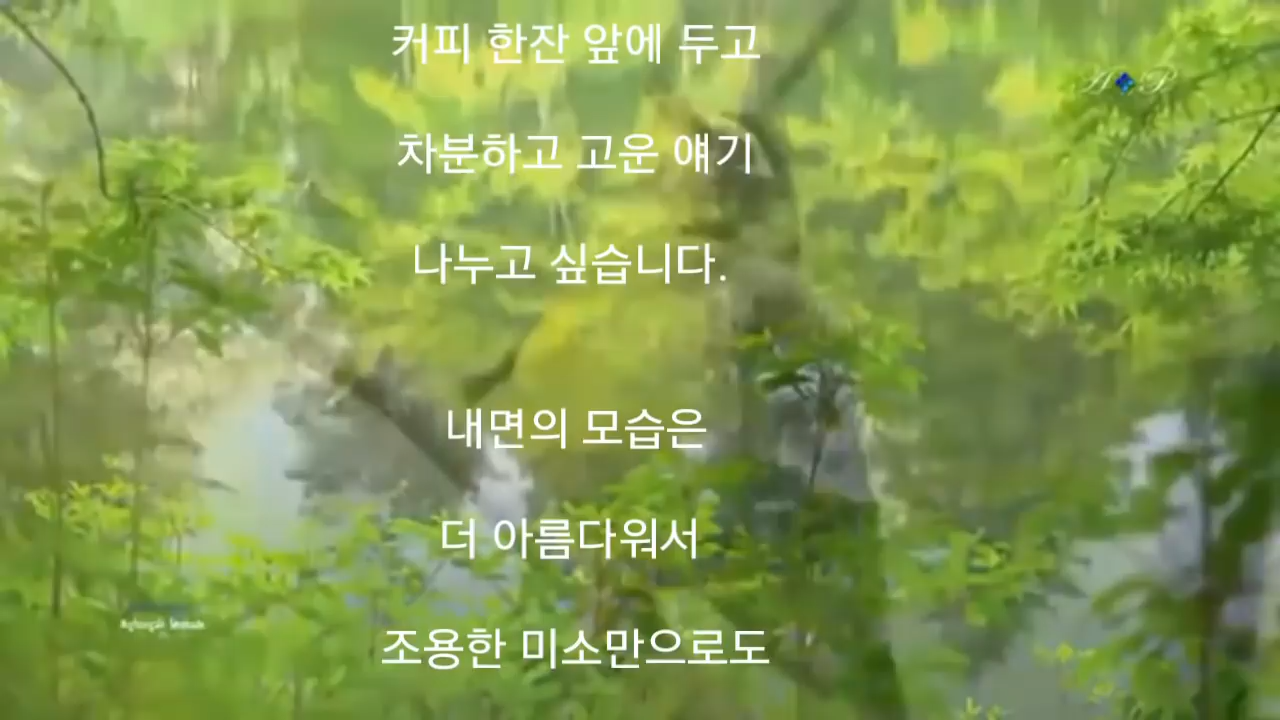 커피 한잔 앞에 두고
차분하고 고운 얘기
나누고 싶습니다.
내면의 모습은
더 아름다워서
조용한 미소만으로도